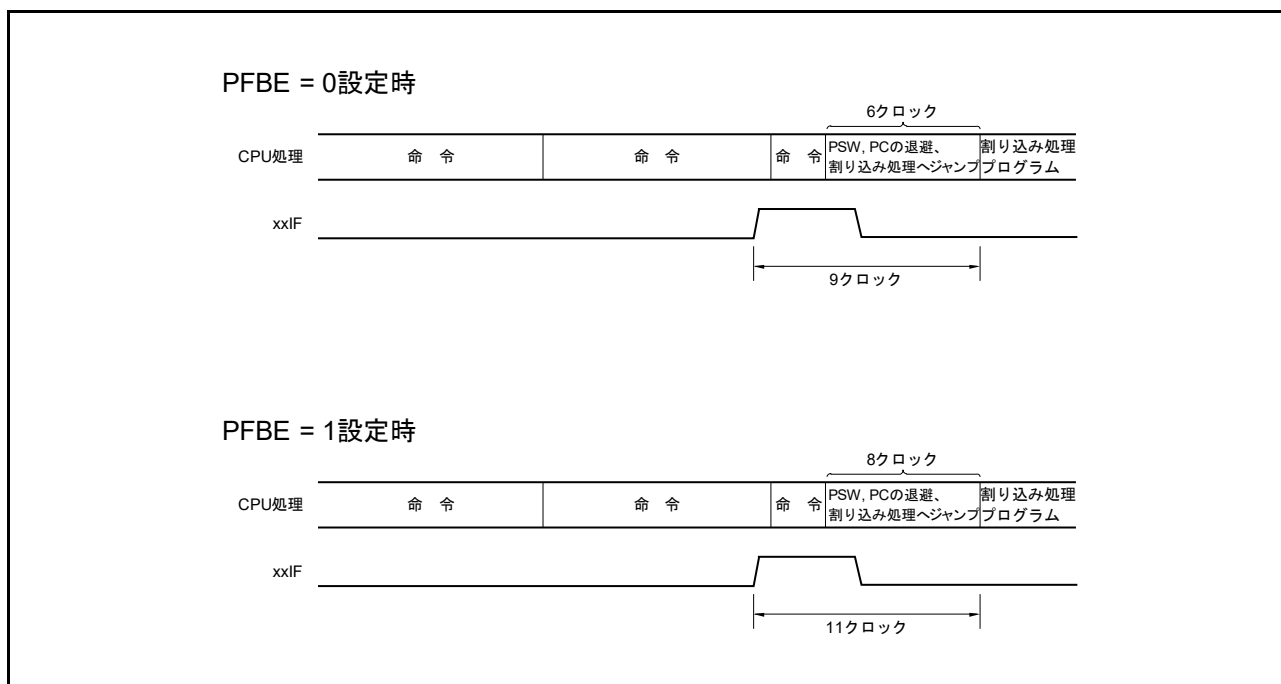 PFBE = 0設定時
6クロック
CPU処理 命 令 命 令 命 令 PSW, PCの退避、 割り込み処理へジャンプ 割り込み処理 プログラム
xxIF
9クロック
PFBE = 1設定時
8クロック
CPU処理 命 令 命 令 命 令 PSW, PCの退避、 割り込み処理へジャンプ 割り込み処理 プログラム
xxIF
11クロック